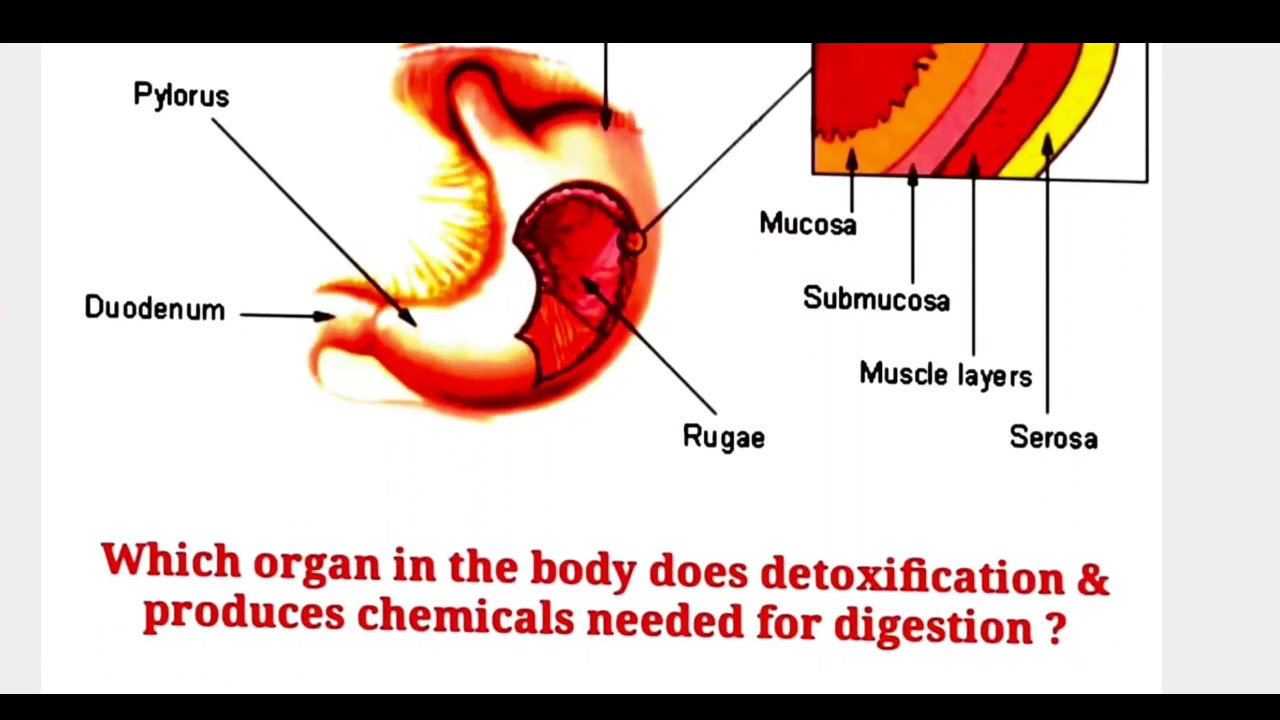 Pylorus
Mucosa
Submucosa
Duodenum
Muscle layers
Rugae
Serosa
Which organ in the body does detoxification &
produces chemicals needed for digestion ?